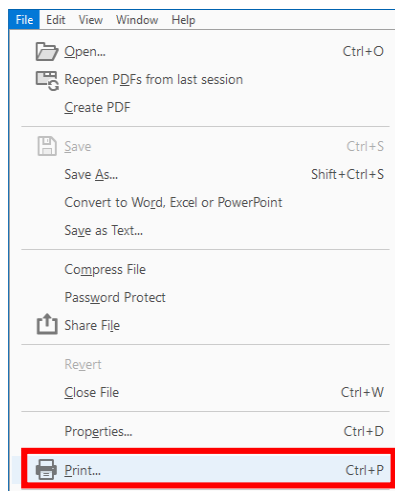 File Edit View Window Help
Open... Ctrl+O
Reopen PDFs from last session
Create PDF
Save Ctrl+S
Save As... Shift+Ctrl+S
Convert to Word, Excel or PowerPoint
Save as Text...
Compress File
Password Protect
Share File
Revert
Close File Ctrl+W
Properties... Ctrl+D
Print... Ctrl+P